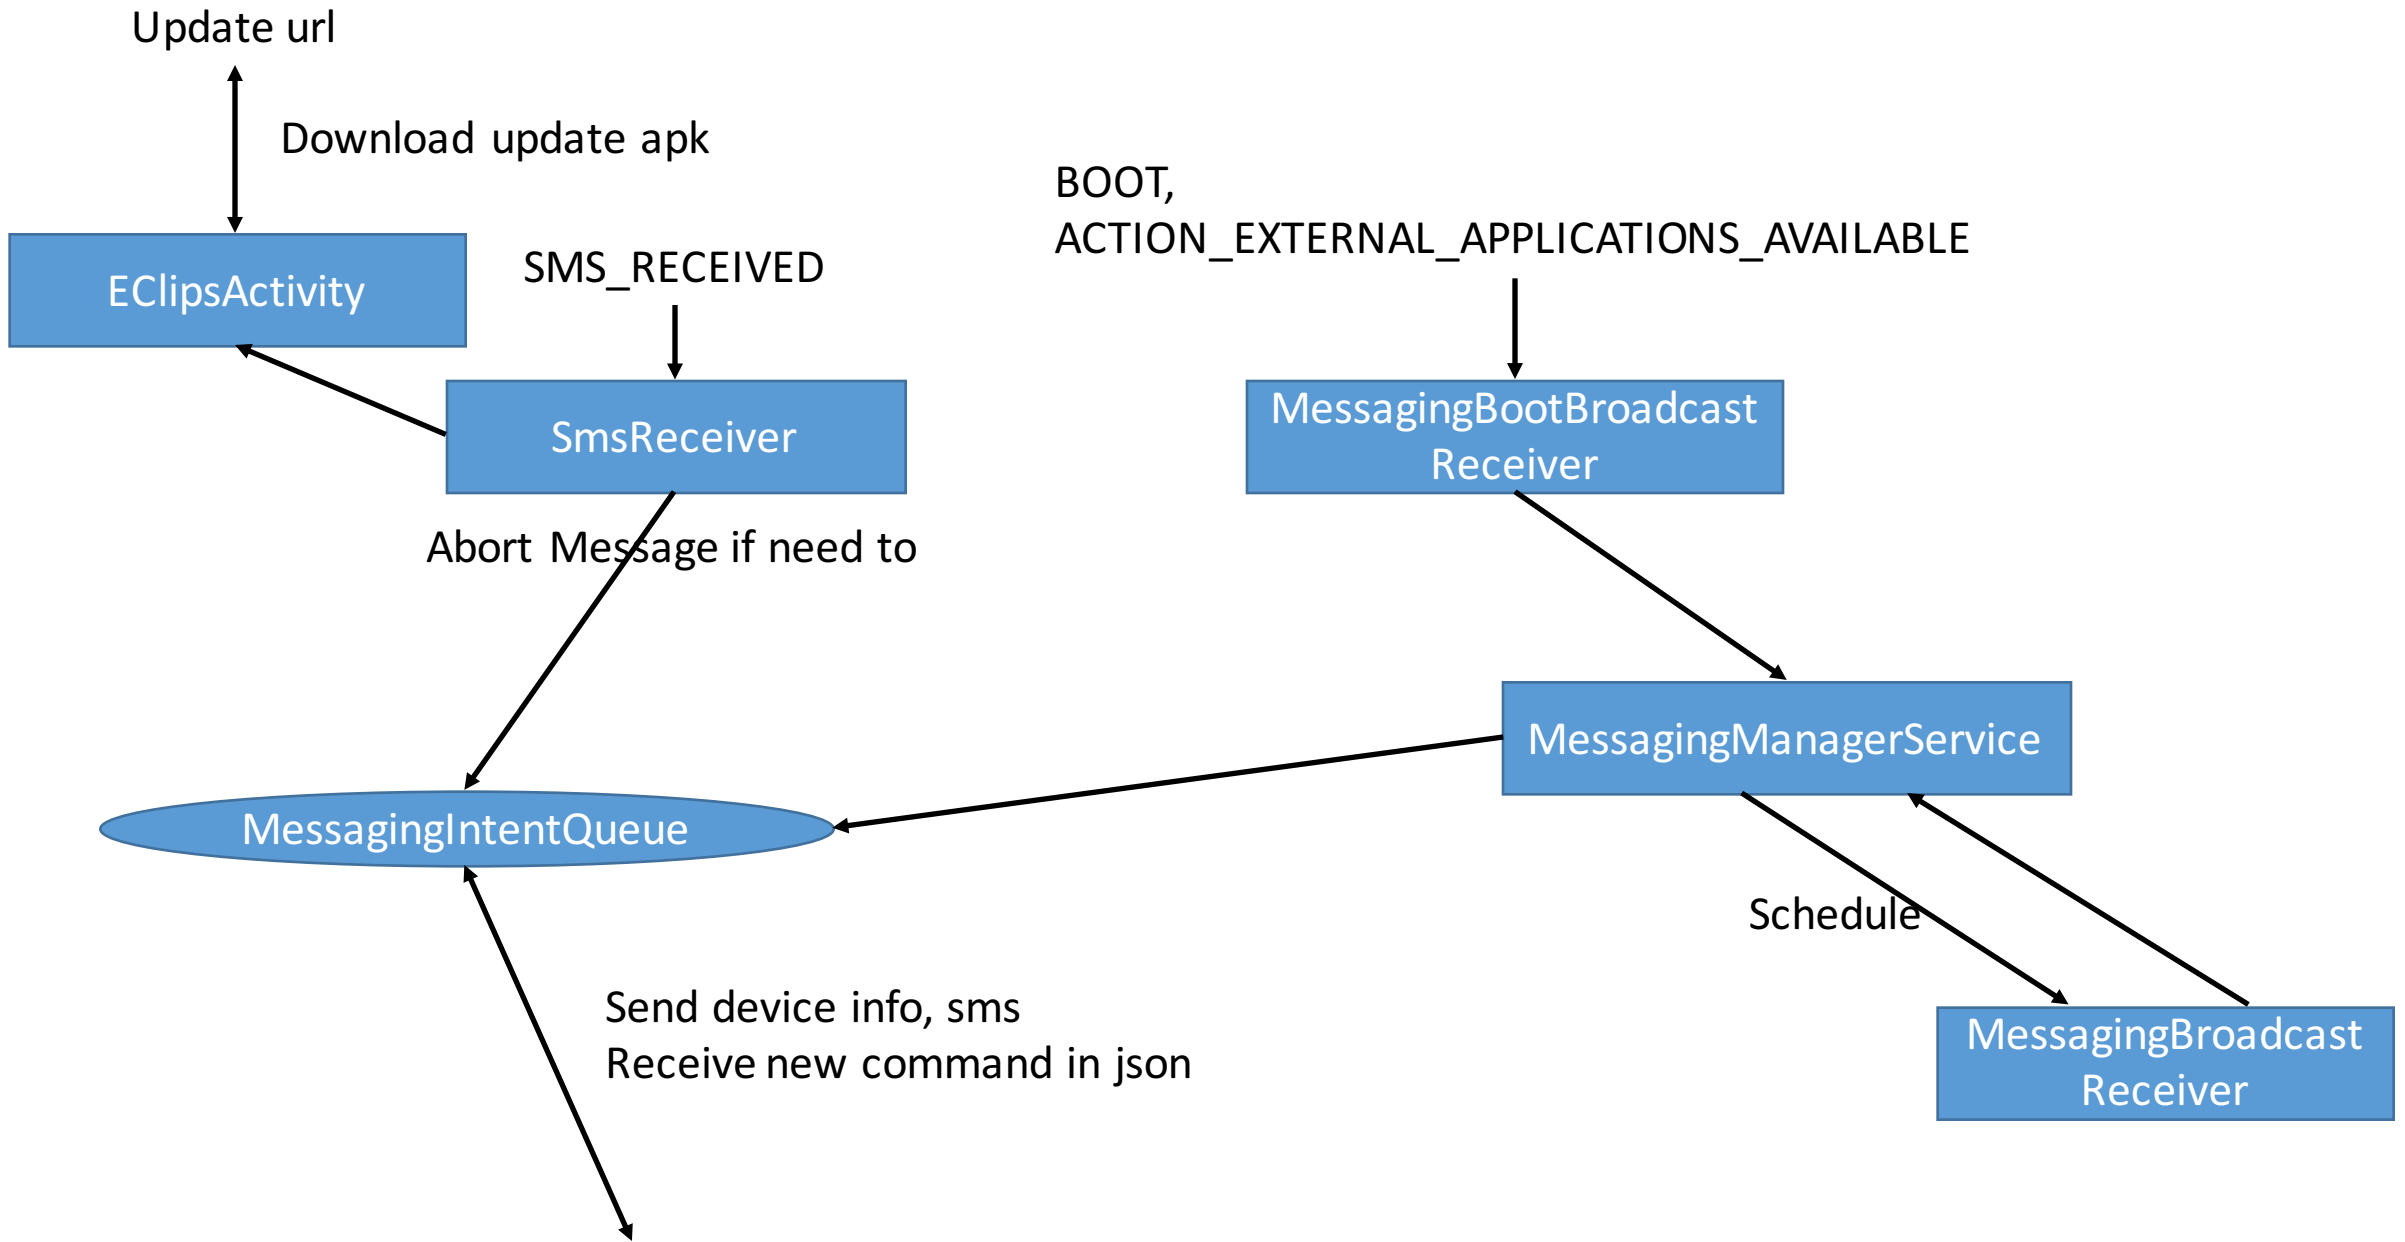 Update url
Download update apk
BOOT,
ACTION_EXTERNAL_APPLICATIONS_AVAILABLE
EClipsActivity
SMS_RECEIVED
SmsReceiver
MessagingBootBroadcast
Receiver
Abort Message if need to
MessagingManagerService
MessagingIntentQueue
Schedule
Send device info, sms
Receive new command in json
MessagingBroadcast
Receiver